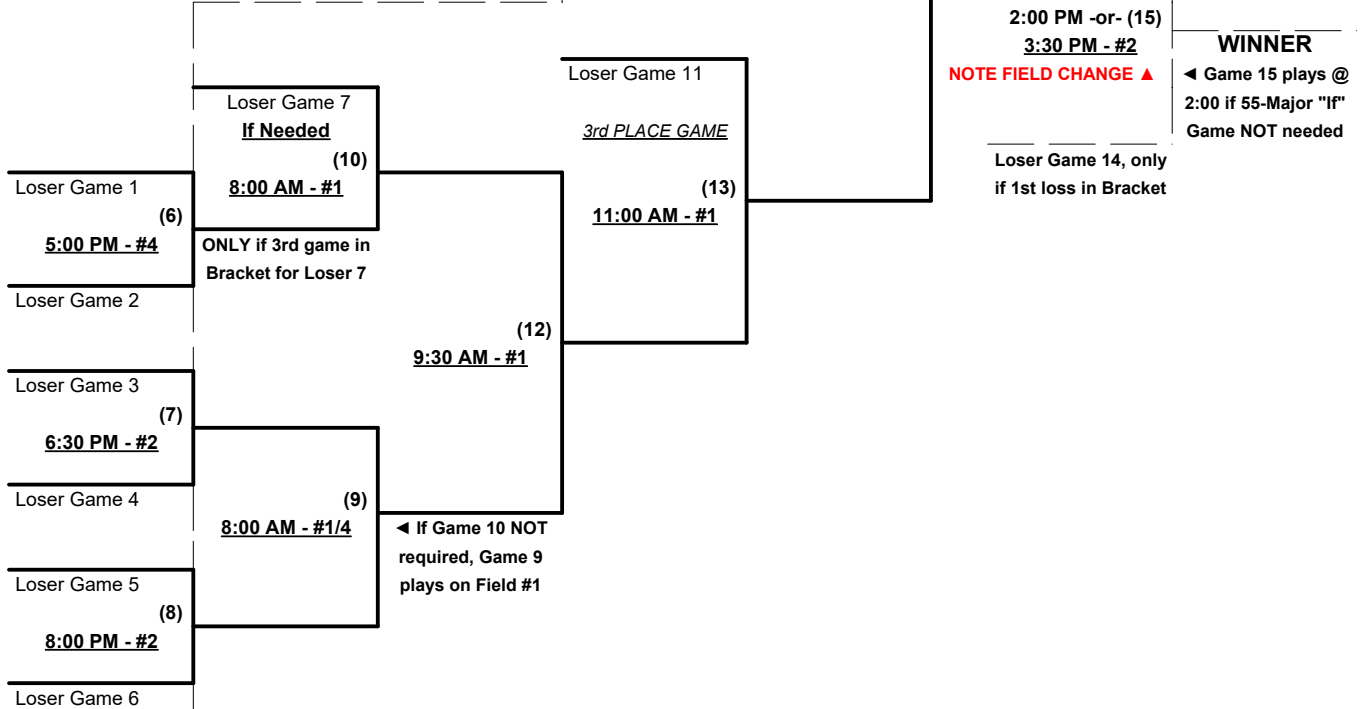 2:00 PM -or- (15)
3:30 PM - #2
WINNER
NOTE FIELD CHANGE ▲
◄ Game 15 plays @
2:00 if 55-Major "If"
Game NOT needed
Loser Game 14, only
if 1st loss in Bracket
Loser Game 11
3rd PLACE GAME
(13)
11:00 AM - #1
Loser Game 7
If Needed
(10)
8:00 AM - #1
ONLY if 3rd game in
Bracket for Loser 7
Loser Game 1
(6)
5:00 PM - #4
Loser Game 2
(12)
9:30 AM - #1
Loser Game 3
(7)
6:30 PM - #2
Loser Game 4
(9)
8:00 AM - #1/4
◄ If Game 10 NOT
required, Game 9
plays on Field #1
Loser Game 5
(8)
8:00 PM - #2
Loser Game 6